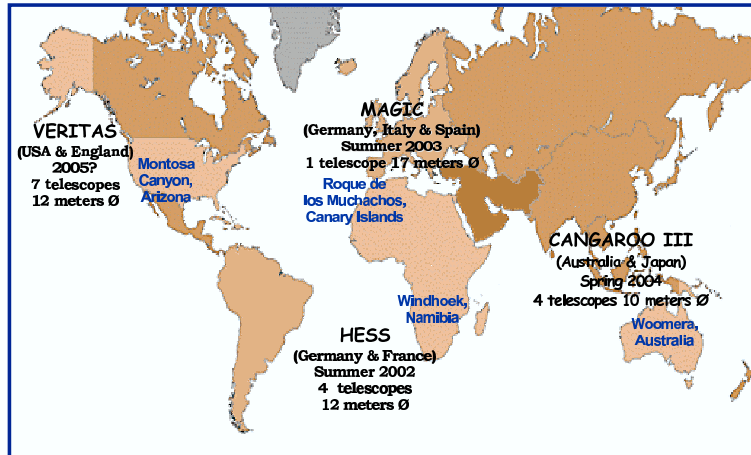 VERITAS
(USA & England)
2005?
7 telescopes
12 meters Ø
Montosa
Canyon,
Arizona
MAGIC
(Germany, Italy & Spain)
Summer 2003
1 telescope 17 meters Ø
Roque de
los Muchachos,
Canary Islands
CANGAROO III
(Australia & Japan)
Spring 2004
4 telescopes 10 meters Ø
Woomera,
Australia
Windhoek,
Namibia
HESS
(Germany & France)
Summer 2002
4 telescopes
12 meters Ø